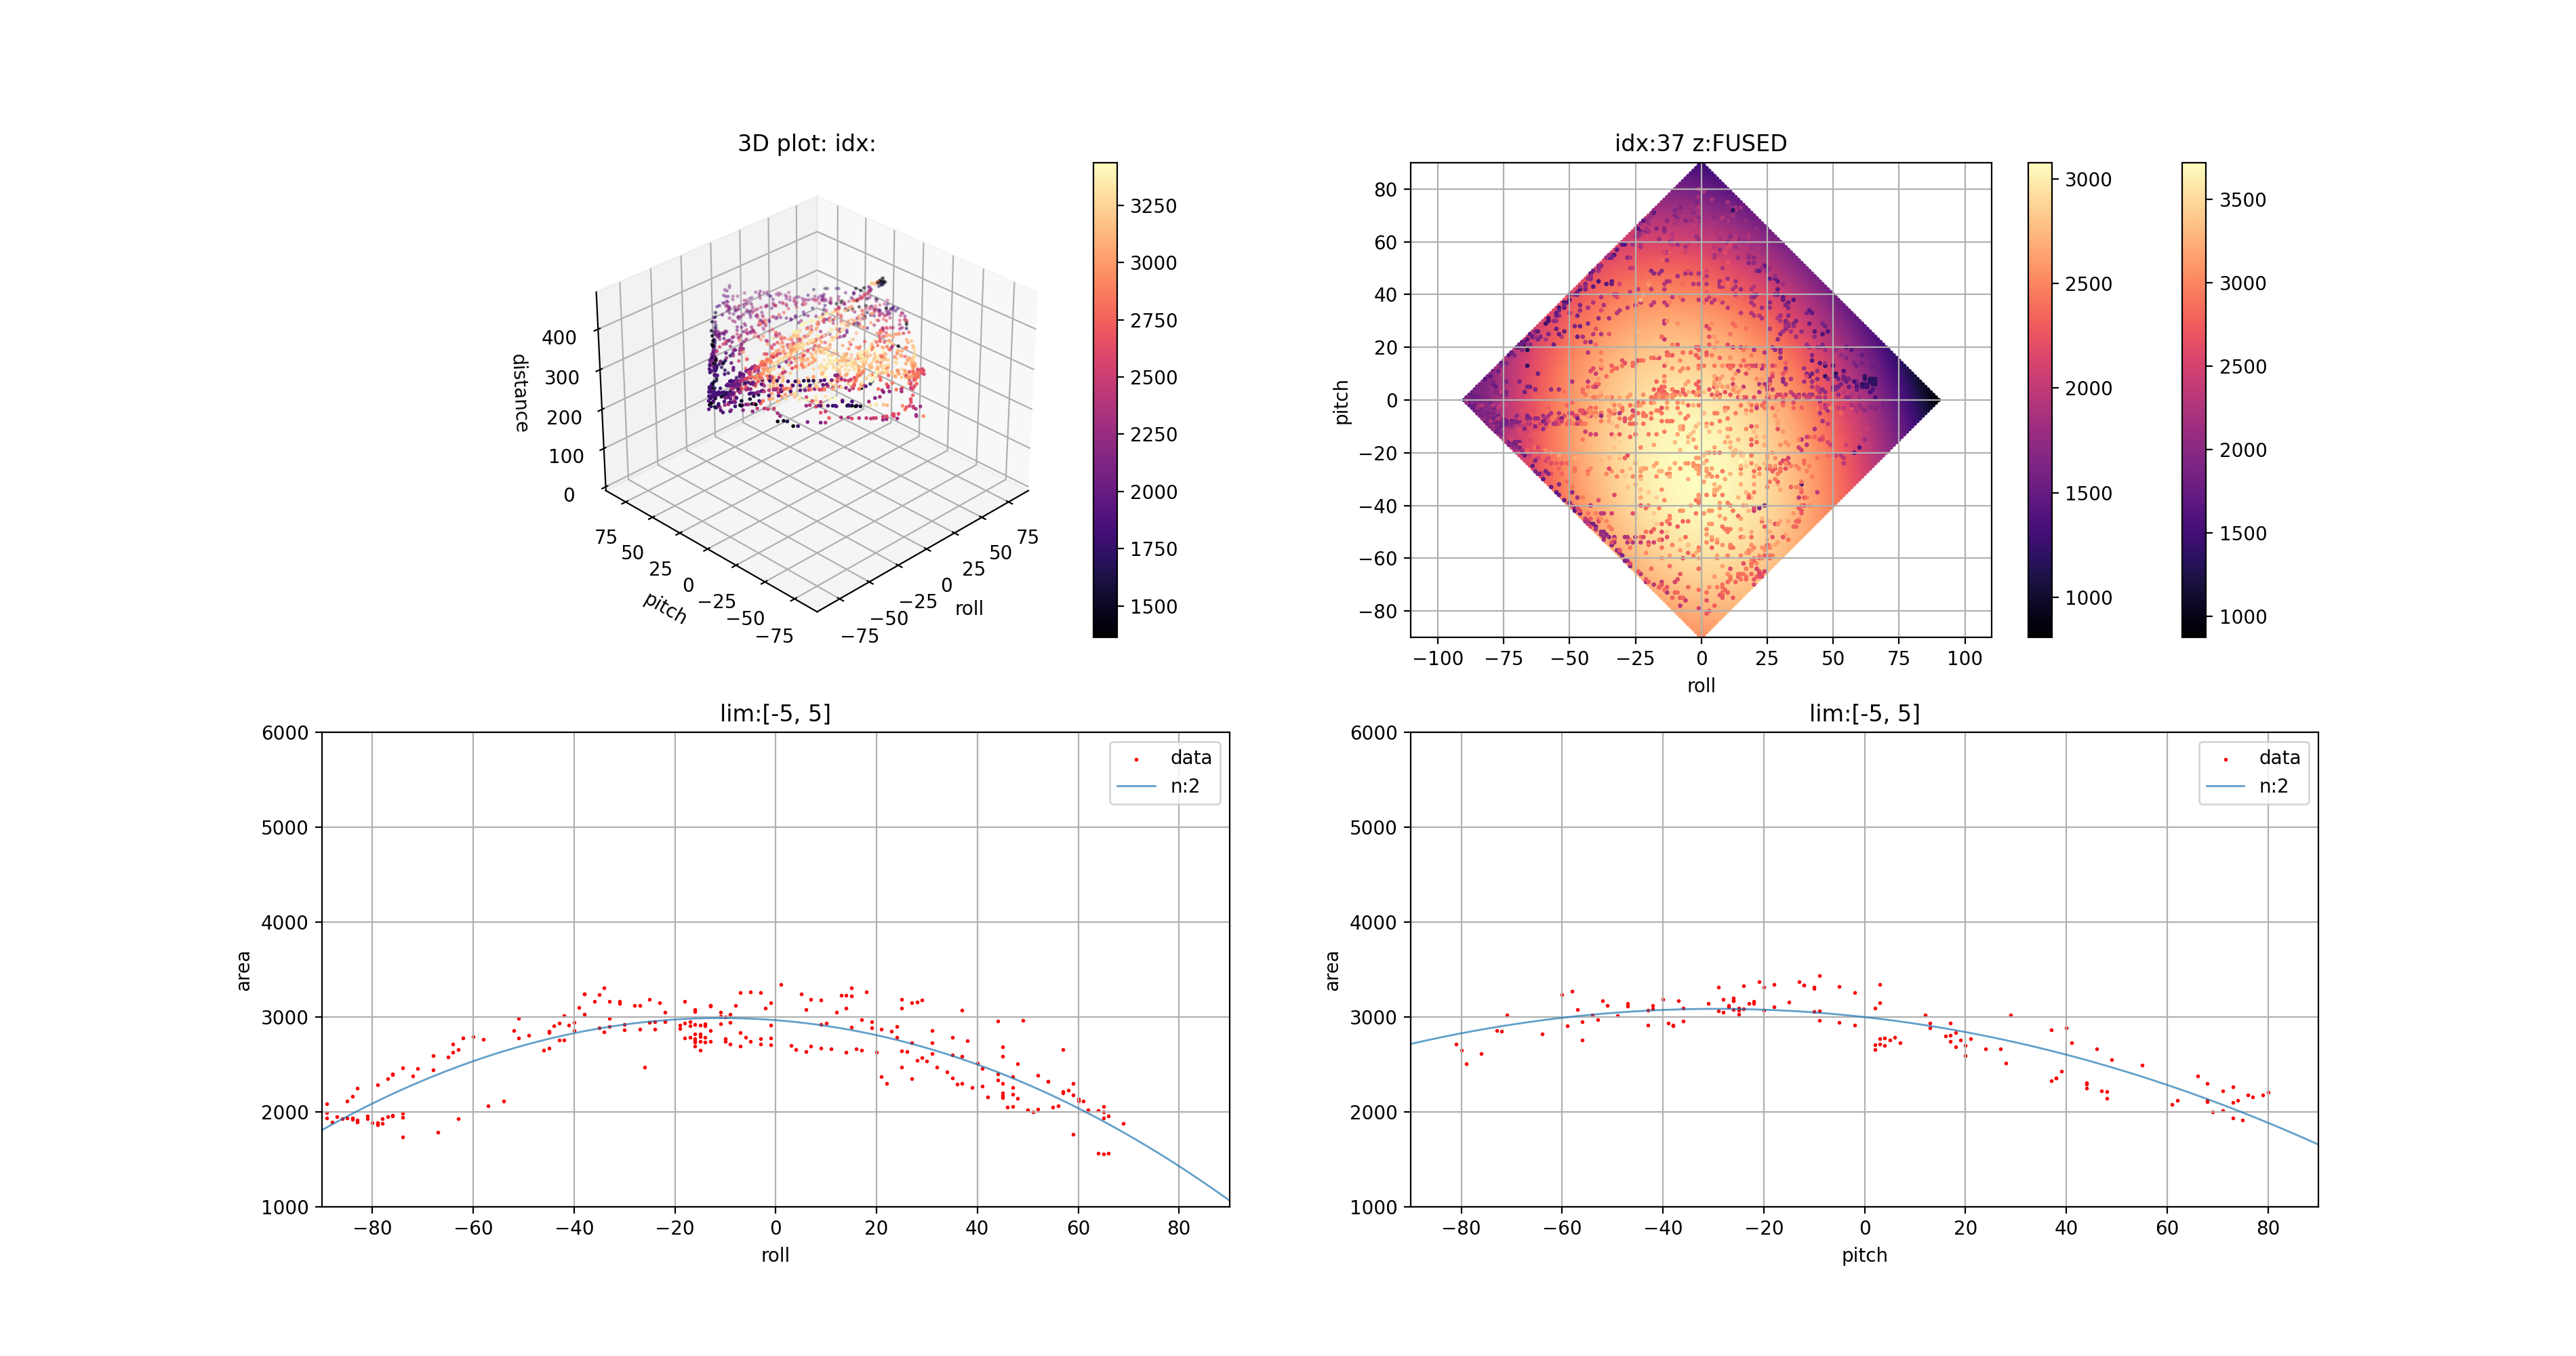 3D plot: idx:
400
300
200
100
0
distance
75
50
25
0
−25
−50
−75
pitch
75
50
25
0
−25
−50
−75
roll
3250
3000
2750
2500
2250
2000
1750
1500
idx:37 z:FUSED
80
60
40
20
0
−20
−40
−60
−80
pitch
−100 −75 −50 −25 0 25 50 75 100
roll
3000
2500
2000
1500
1000
3500
3000
2500
2000
1500
1000
lim:[-5, 5]
data
n:2
6000
5000
4000
3000
2000
1000
area
−80 −60 −40 −20 0 20 40 60 80
roll
lim:[-5, 5]
data
n:2
6000
5000
4000
3000
2000
1000
area
−80 −60 −40 −20 0 20 40 60 80
pitch